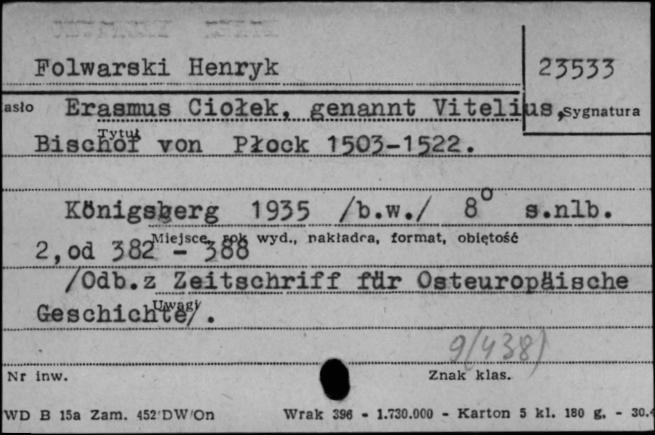 Folwarski Henryk
23533
asło Erasmus Ciołek, genannt Vitelius, Sygnatura
Tytuł
Bischof von Płock 1503-1522.
Königsberg 1935 /b.w./ 8° s.nlb.
Miejsce, rok wyd., nakładca, format, objętość
2, od 382 - 388
/Odb.z Zeitschriff für Osteuropäische
Uwagi
Geschichte/.
9(438)
Nr inw. Znak klas.
WD B 15a Zam. 452 DW/On Wrak 396 - 1.730.000 - Karton 5 kl. 180 g. - 30.4